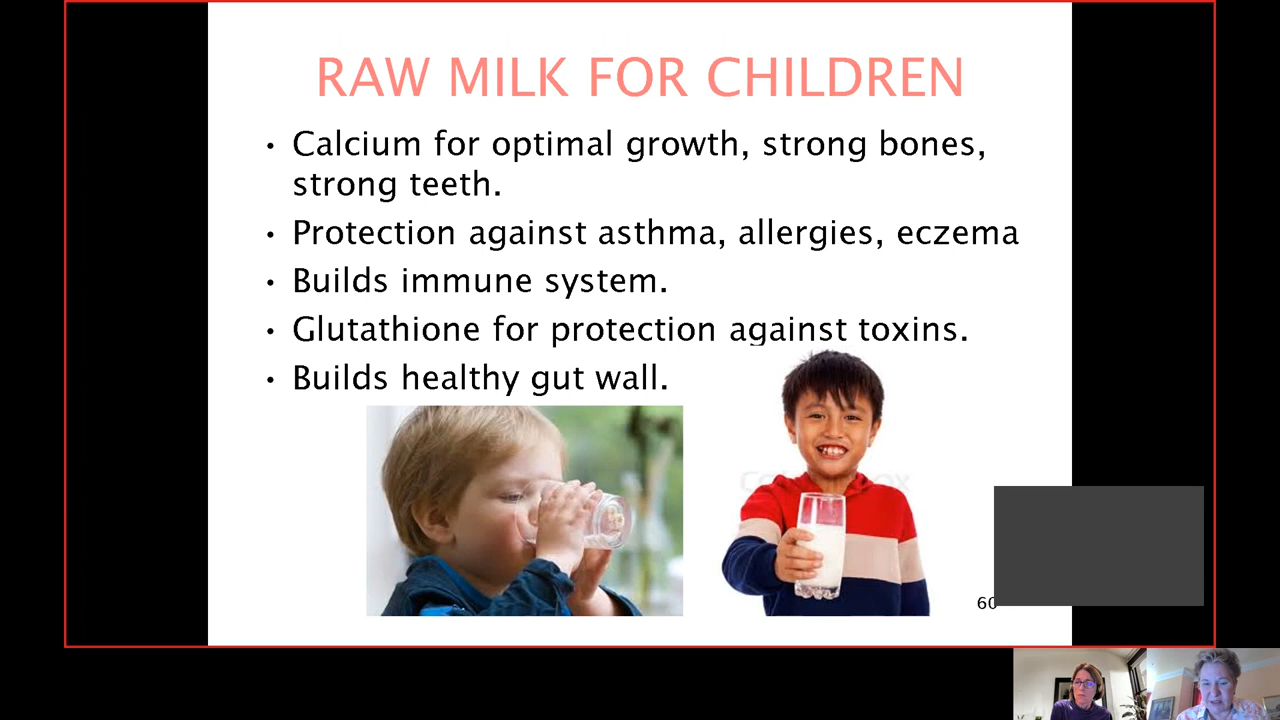 RAW MILK FOR CHILDREN
• Calcium for optimal growth, strong bones,
strong teeth.
• Protection against asthma, allergies, eczema
• Builds immune system.
• Glutathione for protection against toxins.
• Builds healthy gut wall.
60